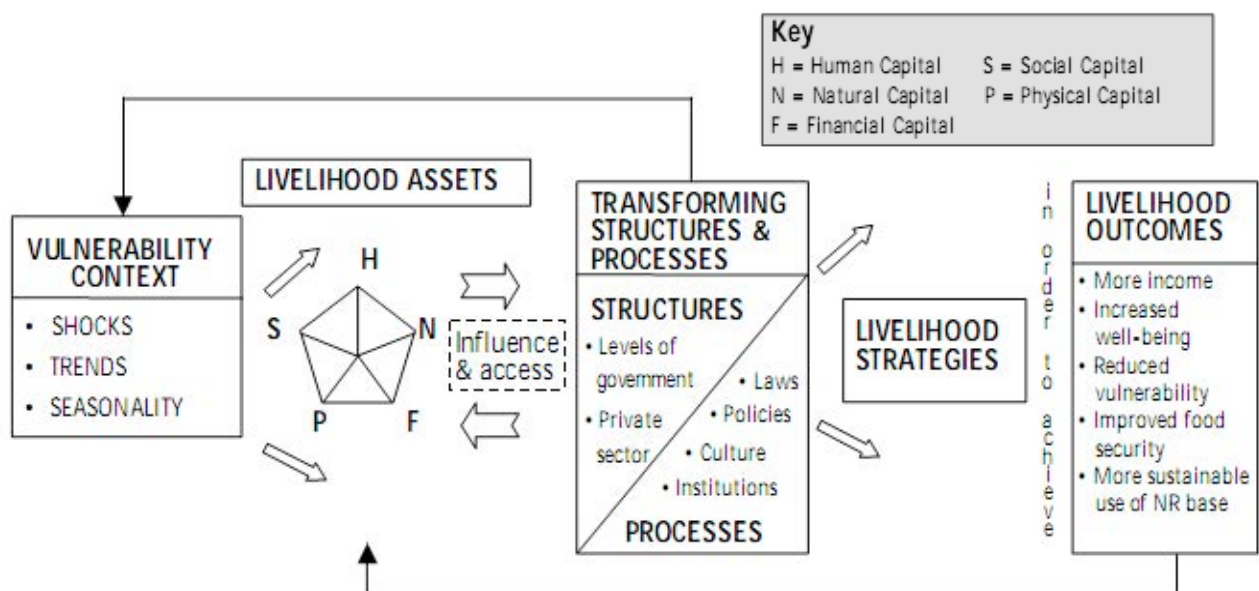 Key
H = Human Capital S = Social Capital
N = Natural Capital P = Physical Capital
F = Financial Capital
LIVELIHOOD ASSETS
VULNERABILITY
CONTEXT
• SHOCKS
• TRENDS
• SEASONALITY
H
S
N
P
F
Influence
& access
TRANSFORMING
STRUCTURES &
PROCESSES
STRUCTURES
• Levels of
government
• Private
sector
• Laws
• Policies
• Culture
• Institutions
PROCESSES
LIVELIHOOD
STRATEGIES
in order to achieve
LIVELIHOOD
OUTCOMES
• More income
• Increased
well-being
• Reduced
vulnerability
• Improved food
security
• More sustainable
use of NR base